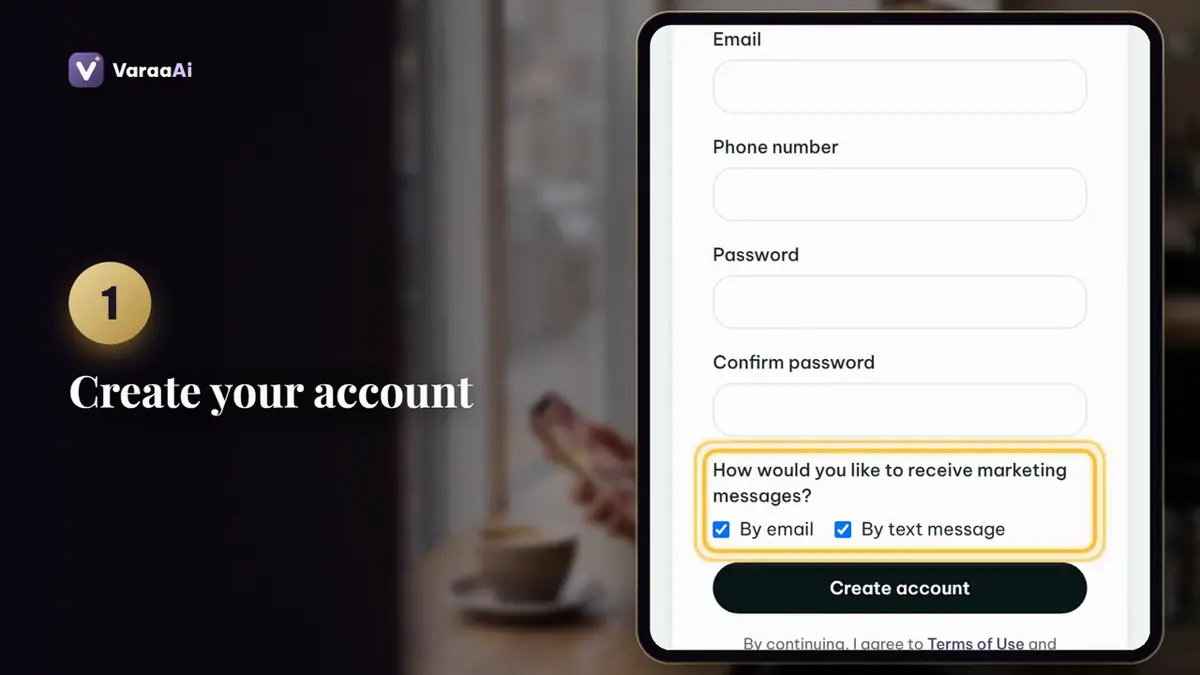 VaraaAi
1
Create your account
Email
Phone number
Password
Confirm password
How would you like to receive marketing
messages?
By email
By text message
Create account
By continuing, I agree to Terms of Use and